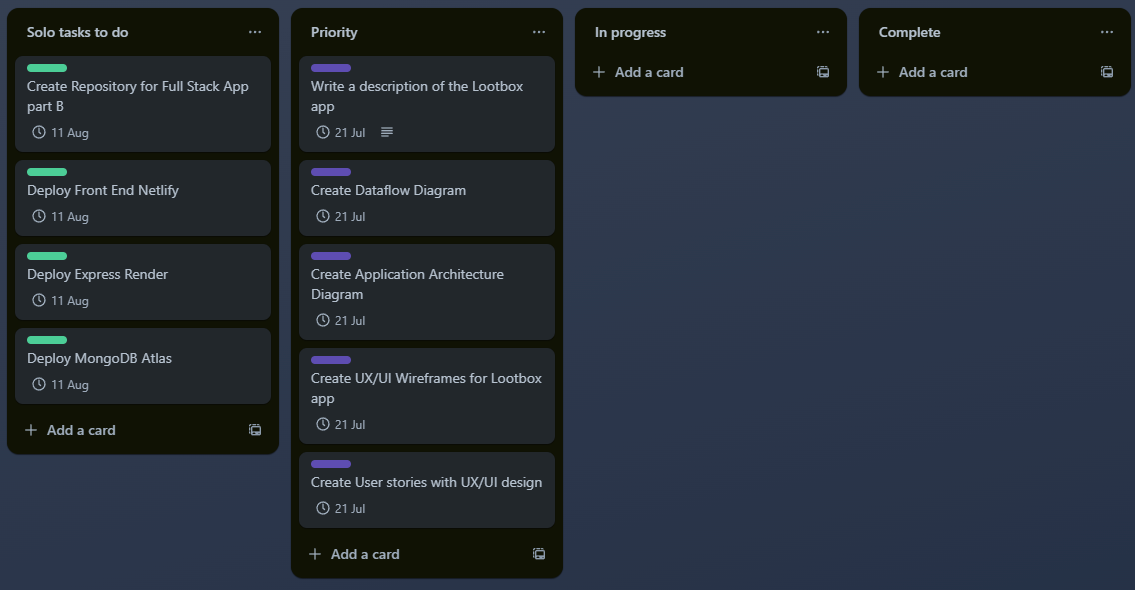 Solo tasks to do
Create Repository for Full Stack App
part B
11 Aug
Deploy Front End Netlify
11 Aug
Deploy Express Render
11 Aug
Deploy MongoDB Atlas
11 Aug
Add a card
Priority
Write a description of the Lootbox
app
21 Jul
Create Dataflow Diagram
21 Jul
Create Application Architecture
Diagram
21 Jul
Create UX/UI Wireframes for Lootbox
app
21 Jul
Create User stories with UX/UI design
21 Jul
Add a card
In progress
Add a card
Complete
Add a card